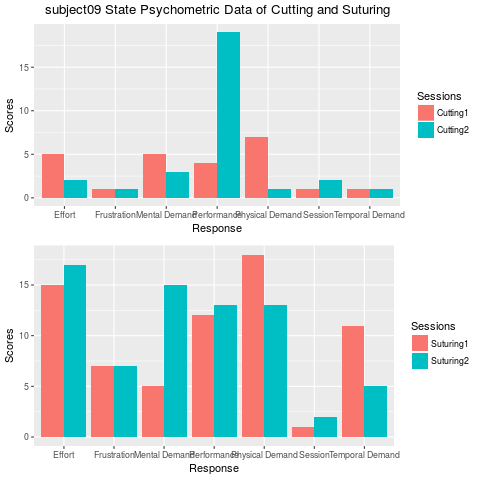 subject09 State Psychometric Data of Cutting and Suturing
Scores
15
10
5
0
Effort Frustration Mental Demand Performance Physical Demand Session Temporal Demand
Response
Sessions
Cutting1
Cutting2
Scores
15
10
5
0
Effort Frustration Mental Demand Performance Physical Demand Session Temporal Demand
Response
Sessions
Suturing1
Suturing2